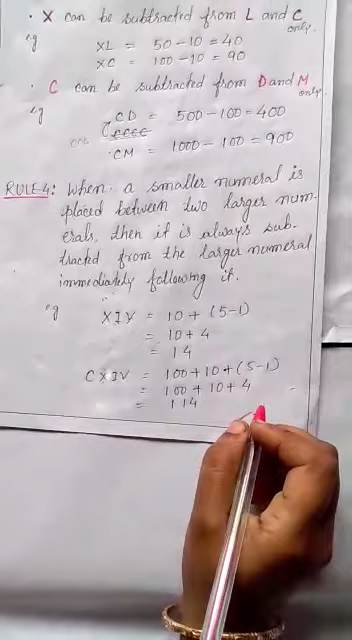 · X can be subtracted from L and C only.
e.g XL = 50-10 = 40
XC = 100-10 = 90
· C can be subtracted from D and M only.
eg CD = 500-100 = 400
CCCC
· CM = 1000-100 = 900
RULE-4: When a smaller numeral is
placed between two larger num-
erals, then it is always sub-
tracted from the larger numeral
immediately following it.
eg XIV = 10+(5-1)
= 10+4
= 14
CXIV = 100+10+(5-1)
= 100+10+4
= 114